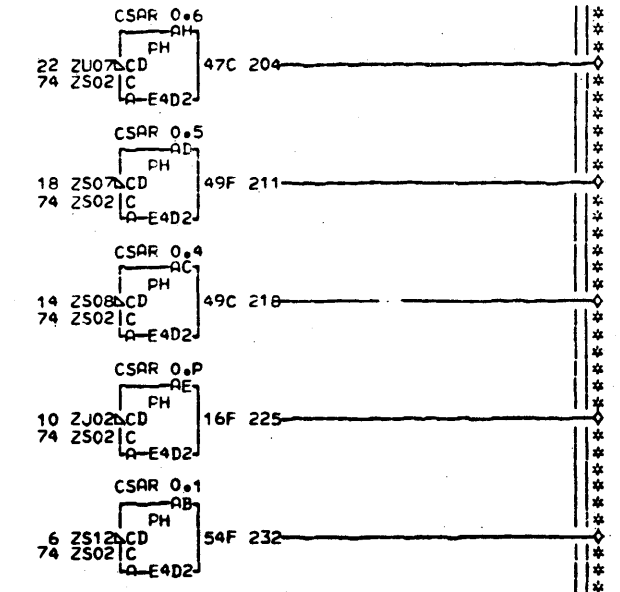 CSAR 0.6
AH
PH
22 ZU07 CD 47C 204
74 ZS02 C
A E4D2
CSAR 0.5
AD
PH
18 ZS07 CD 49F 211
74 ZS02 C
A E4D2
CSAR 0.4
AC
PH
14 ZS08 CD 49C 218
74 ZS02 C
A E4D2
CSAR 0.P
AE
PH
10 ZJ02 CD 16F 225
74 ZS02 C
A E4D2
CSAR 0.1
AB
PH
6 ZS12 CD 54F 232
74 ZS02 C
A E4D2